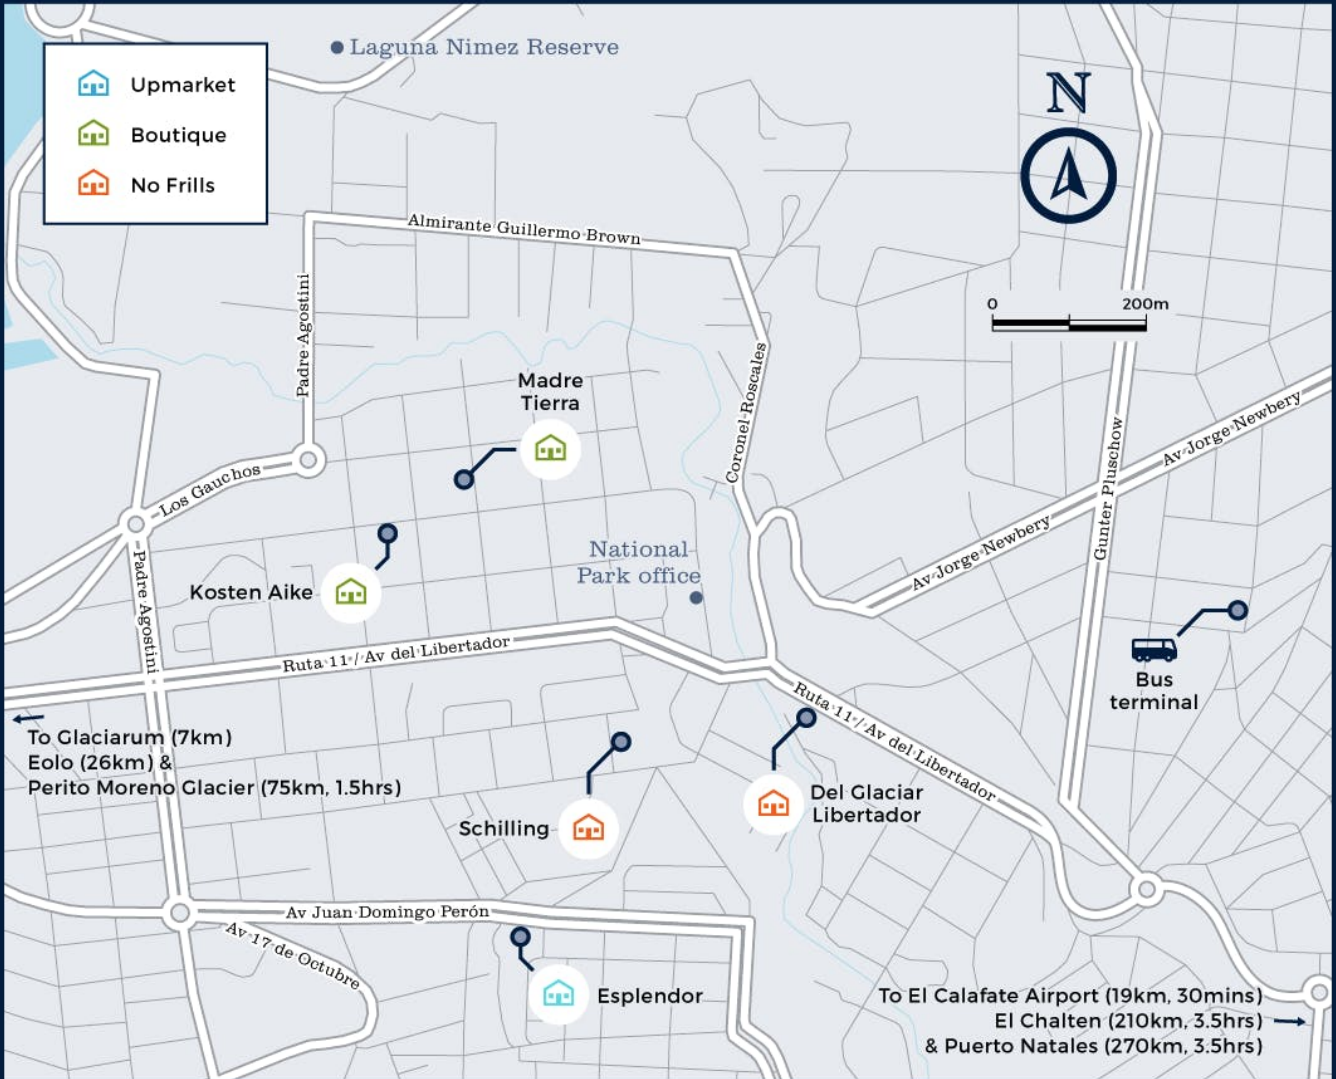 Laguna Nimez Reserve
Upmarket
Boutique
No Frills
N
Almirante Guillermo Brown
Padre Agostini
0 200m
Coronel Roscales
Madre
Tierra
Av Jorge Newbery
Gunter Pluschow
Los Gauchos
Av Jorge Newbery
National
Park office
Kosten Aike
Padre Agostini
Ruta 11 / Av del Libertador
Bus
terminal
Ruta 11 / Av del Libertador
To Glaciarum (7km)
Eolo (26km) &
Perito Moreno Glacier (75km, 1.5hrs)
Del Glaciar
Libertador
Schilling
Av Juan Domingo Perón
Av 17 de Octubre
Esplendor
To El Calafate Airport (19km, 30mins)
El Chalten (210km, 3.5hrs)
& Puerto Natales (270km, 3.5hrs)